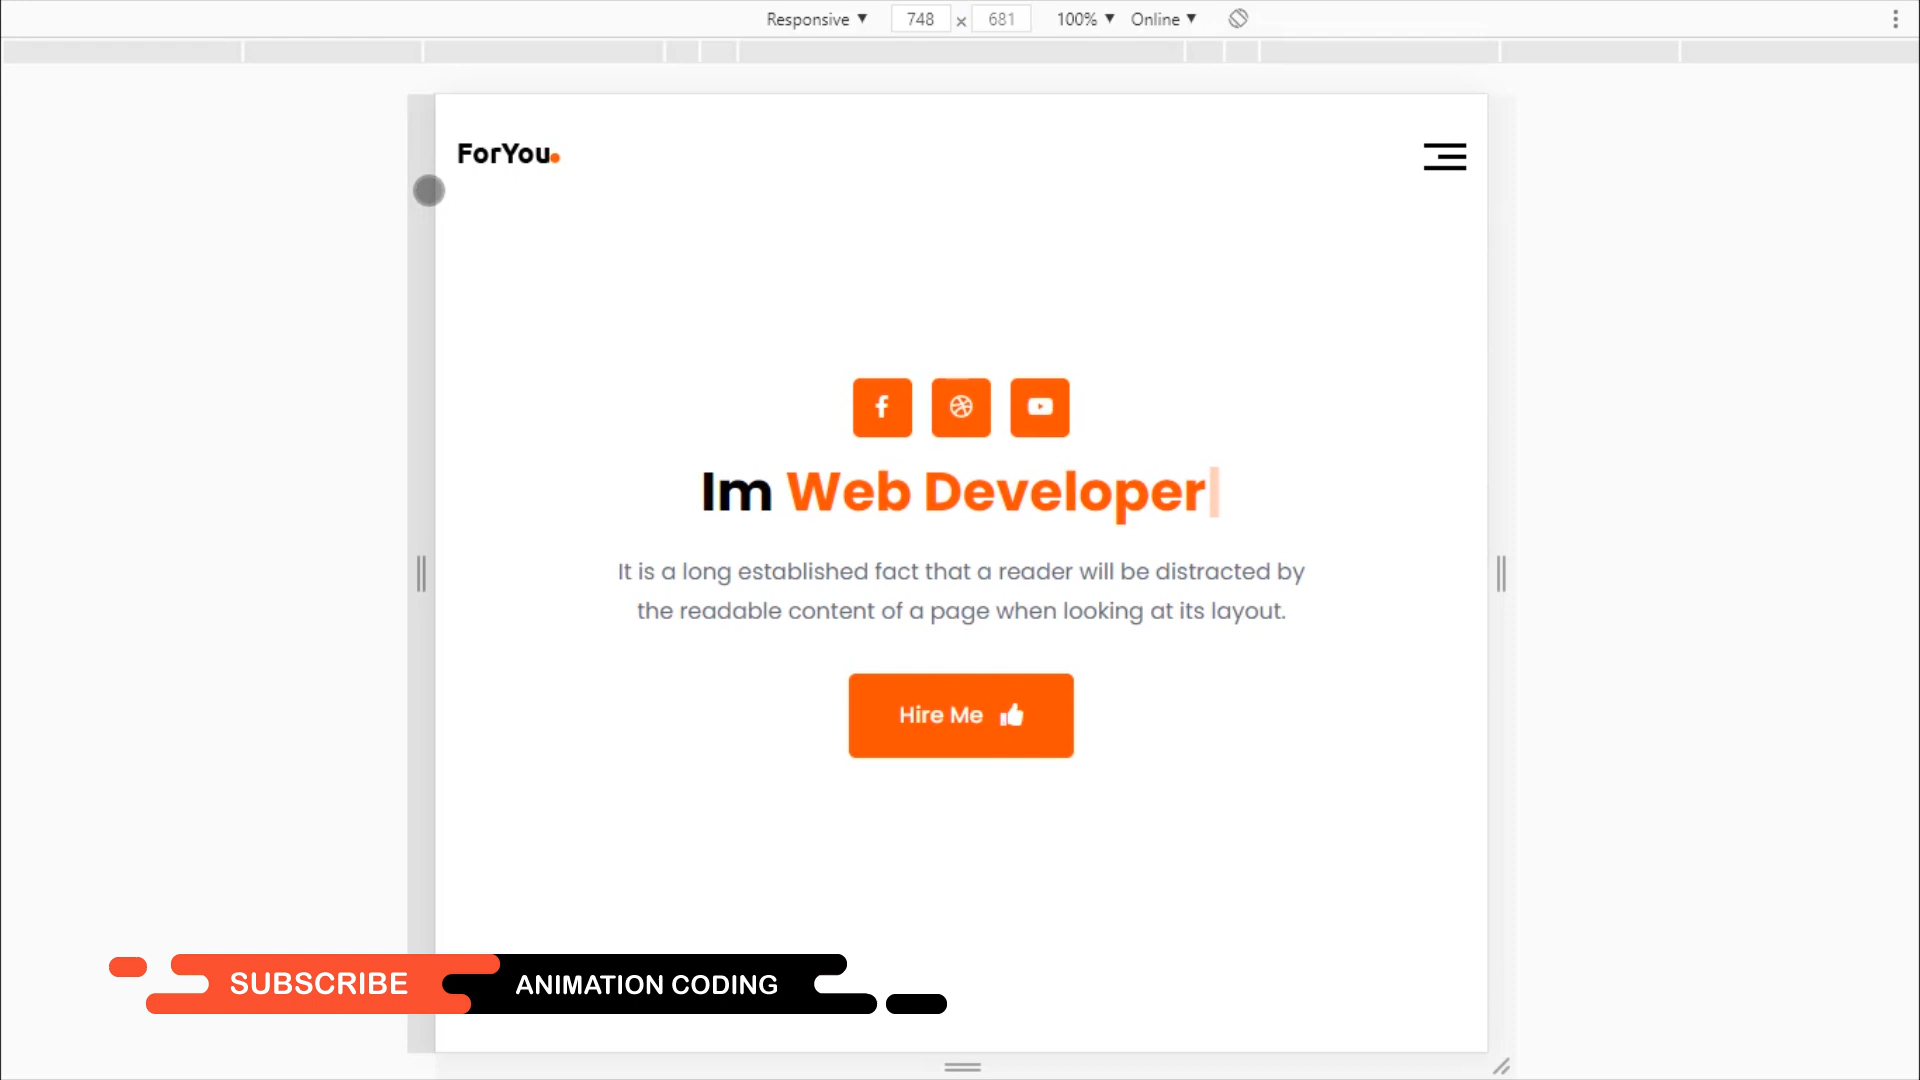 Responsive ▼ 748 × 681 100% ▼ Online ▼
ForYou.
Im Web Developer|
It is a long established fact that a reader will be distracted by
the readable content of a page when looking at its layout.
Hire Me
SUBSCRIBE ANIMATION CODING